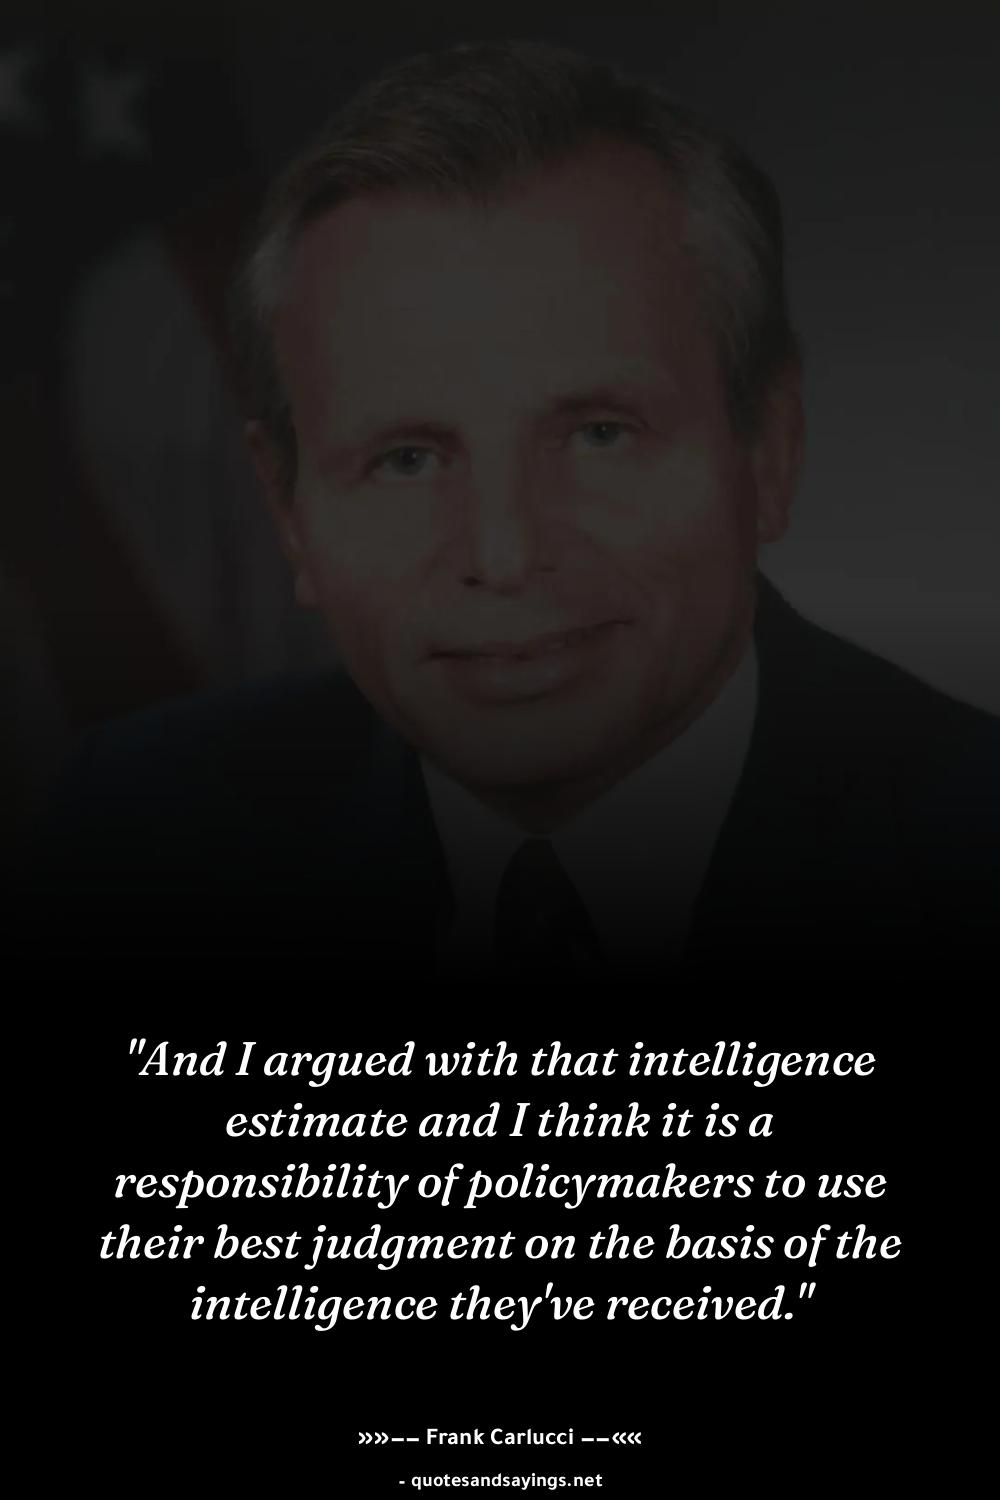 "And I argued with that intelligence
estimate and I think it is a
responsibility of policymakers to use
their best judgment on the basis of the
intelligence they've received."
»»−− Frank Carlucci −−««
- quotesandsayings.net